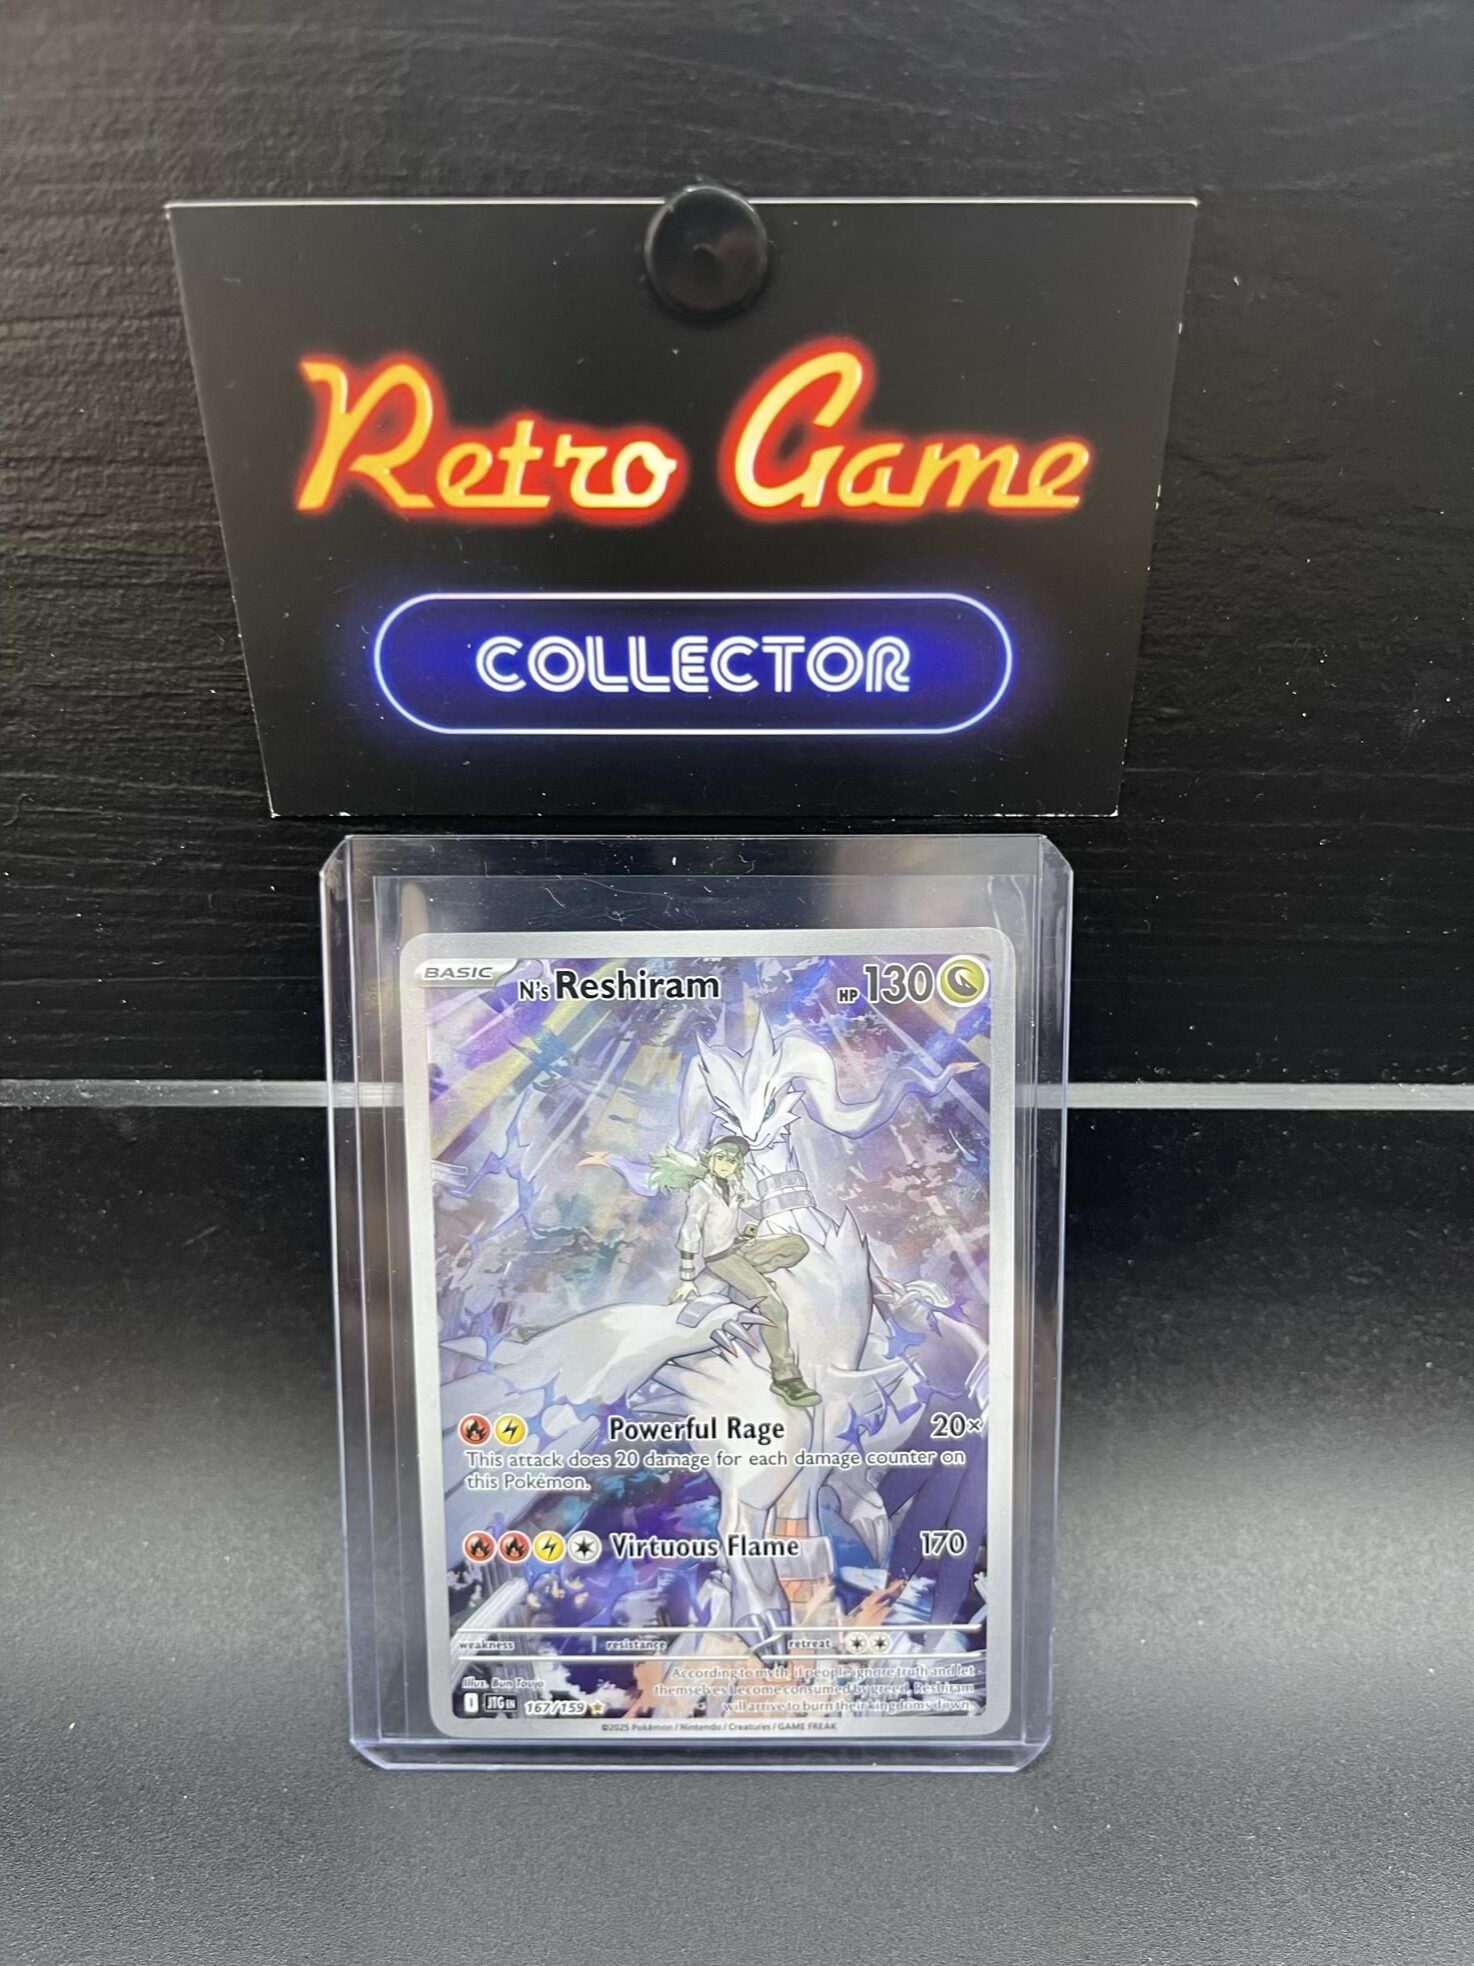 Retro Game
COLLECTOR
BASIC N's Reshiram HP 130
Powerful Rage 20×
This attack does 20 damage for each damage counter on
this Pokémon.
Virtuous Flame 170
weakness resistance retreat
Illus. Bun Toujo
According to myth, if people ignore truth and let
themselves become consumed by greed, Reshiram
will arrive to burn their kingdoms down.
JTG EN 167/159
©2025 Pokémon / Nintendo / Creatures / GAME FREAK